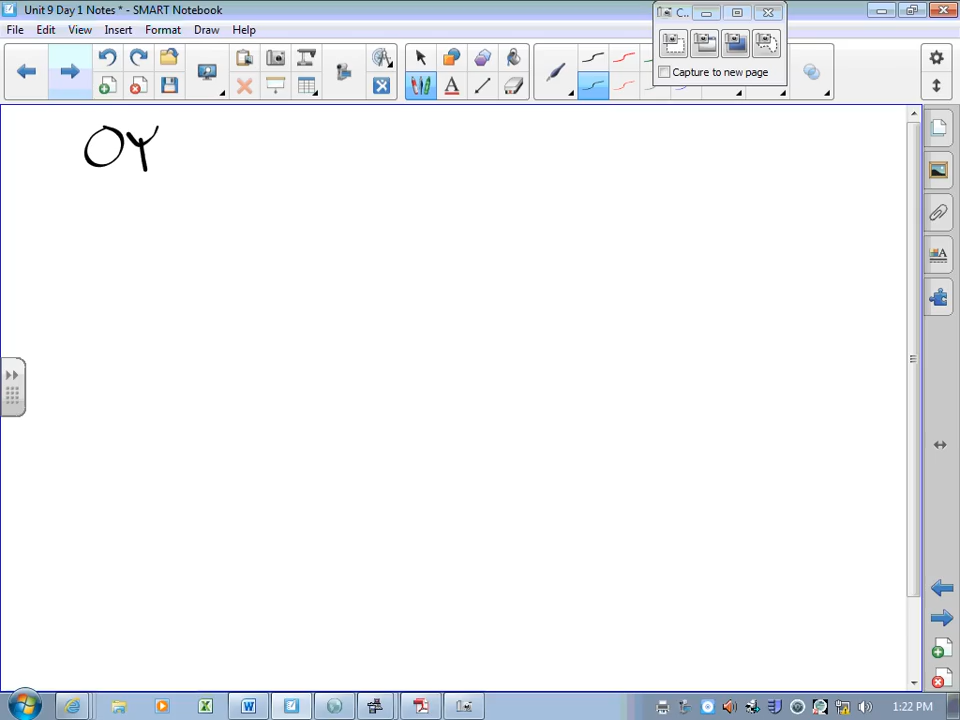 Unit 9 Day 1 Notes * - SMART Notebook
C...
File Edit View Insert Format Draw Help
Capture to new page
OY
1:22 PM